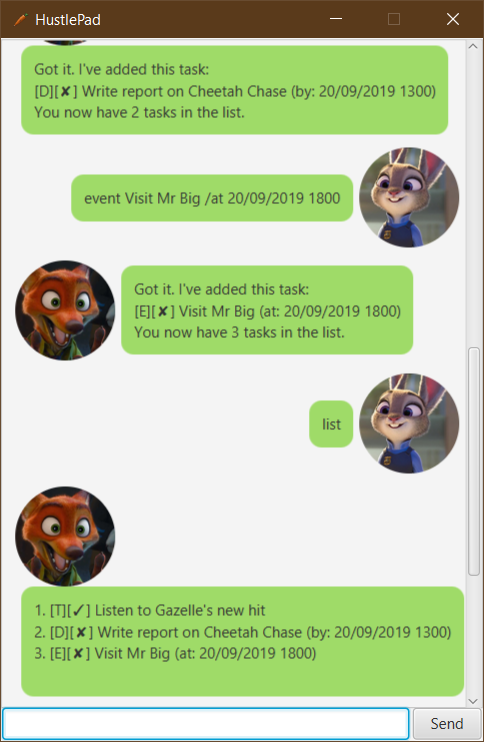 HustlePad
Got it. I've added this task:
[D][✘] Write report on Cheetah Chase (by: 20/09/2019 1300)
You now have 2 tasks in the list.
event Visit Mr Big /at 20/09/2019 1800
Got it. I've added this task:
[E][✘] Visit Mr Big (at: 20/09/2019 1800)
You now have 3 tasks in the list.
list
1. [T][✓] Listen to Gazelle's new hit
2. [D][✘] Write report on Cheetah Chase (by: 20/09/2019 1300)
3. [E][✘] Visit Mr Big (at: 20/09/2019 1800)
Send